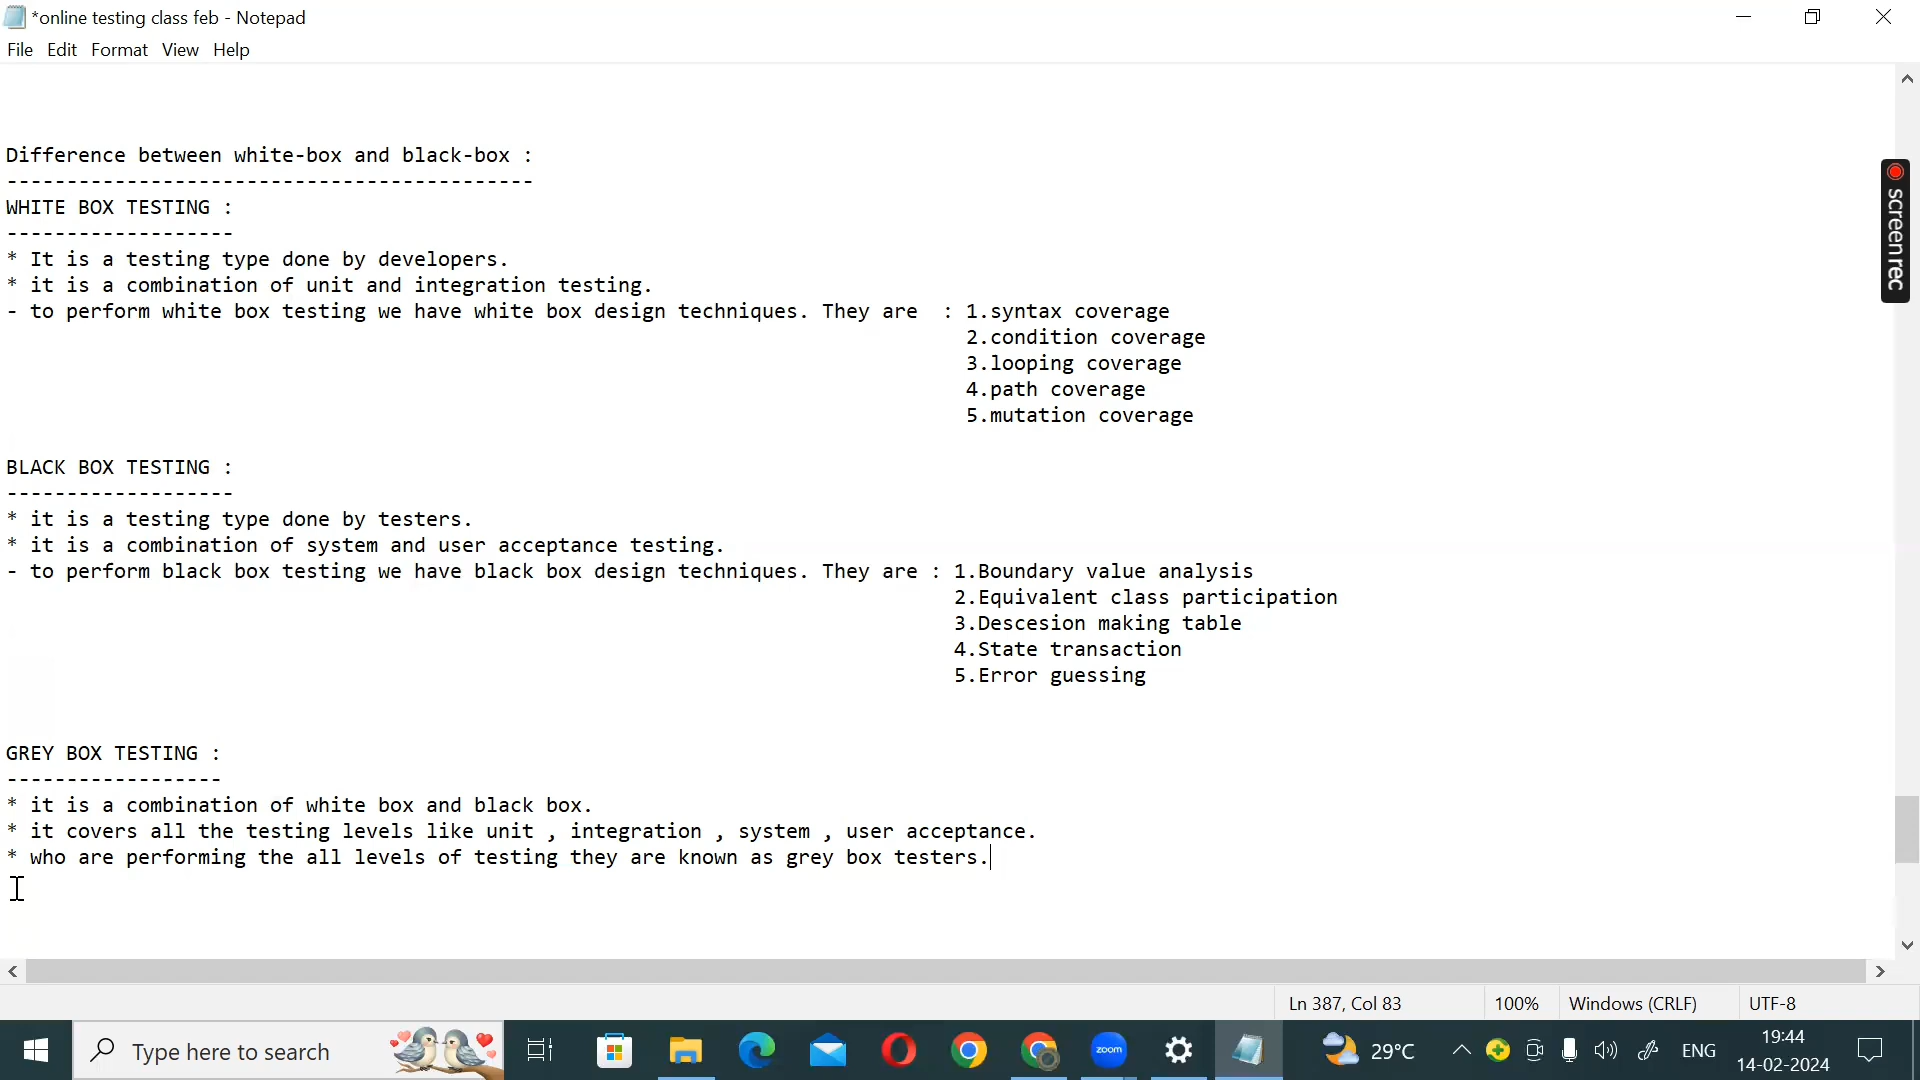 *online testing class feb - Notepad
File Edit Format View Help
Difference between white-box and black-box :
--------------------------------------------
WHITE BOX TESTING :
-------------------
* It is a testing type done by developers.
* it is a combination of unit and integration testing.
- to perform white box testing we have white box design techniques. They are  : 1.syntax coverage
2.condition coverage
3.looping coverage
4.path coverage
5.mutation coverage
BLACK BOX TESTING :
-------------------
* it is a testing type done by testers.
* it is a combination of system and user acceptance testing.
- to perform black box testing we have black box design techniques. They are : 1.Boundary value analysis
2.Equivalent class participation
3.Descesion making table
4.State transaction
5.Error guessing
GREY BOX TESTING :
------------------
* it is a combination of white box and black box.
* it covers all the testing levels like unit , integration , system , user acceptance.
* who are performing the all levels of testing they are known as grey box testers.
screenrec
Ln 387, Col 83 100% Windows (CRLF) UTF-8
Type here to search zoom 29°C ENG 19:44
14-02-2024